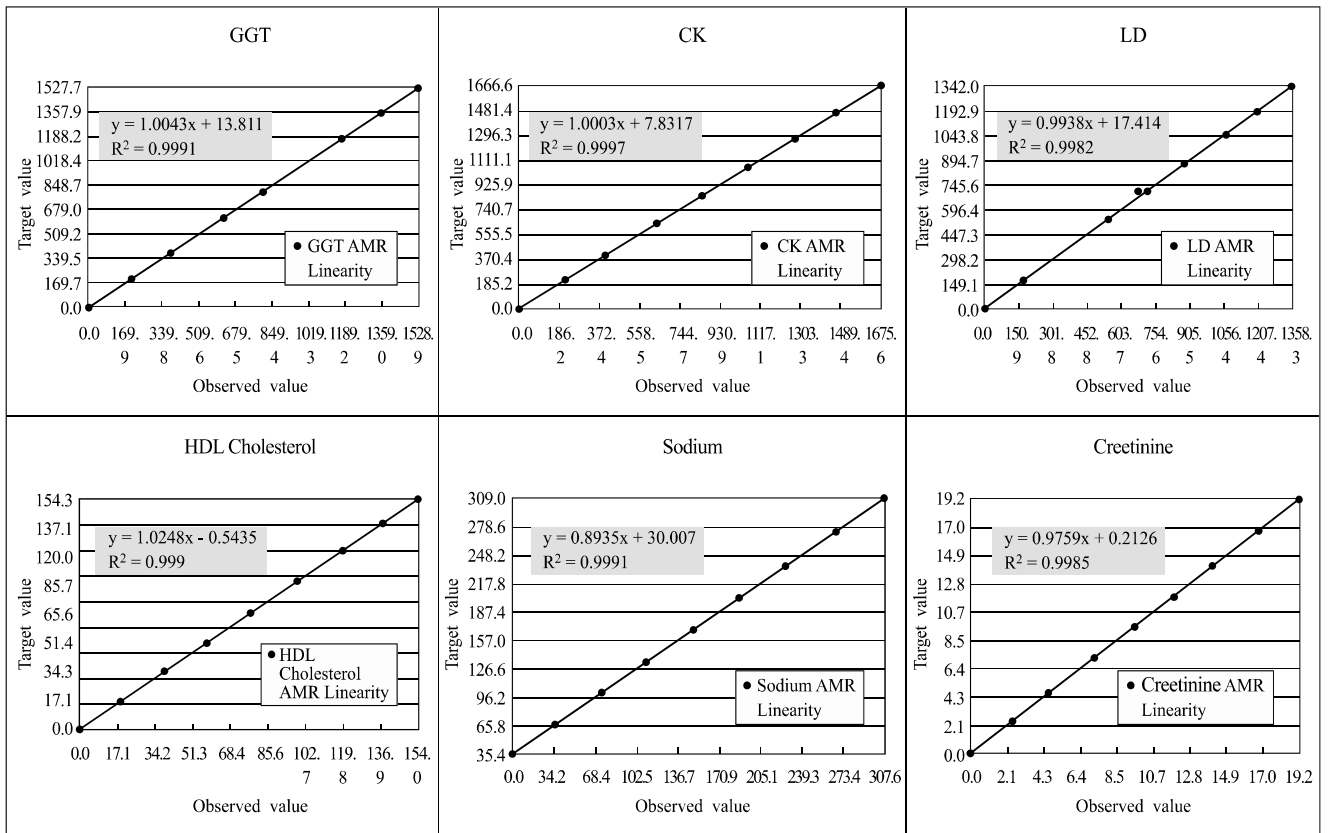 GGT
1527.7
1357.9
1188.2
1018.4
848.7
679.0
509.2
339.5
169.7
0.0
Target value
y = 1.0043x + 13.811
R² = 0.9991
GGT AMR
Linearity
0.0 169. 339. 509. 679. 849. 1019. 1189. 1359. 1528.
9 8 6 5 4 3 2 0 9
Observed value
CK
1666.6
1481.4
1296.3
1111.1
925.9
740.7
555.5
370.4
185.2
0.0
Target value
y = 1.0003x + 7.8317
R² = 0.9997
CK AMR
Linearity
0.0 186. 372. 558. 744. 930. 1117. 1303. 1489. 1675.
2 4 5 7 9 1 3 4 6
Observed value
LD
1342.0
1192.9
1043.8
894.7
745.6
596.4
447.3
298.2
149.1
0.0
Target value
y = 0.9938x + 17.414
R² = 0.9982
LD AMR
Linearity
0.0 150. 301. 452. 603. 754. 905. 1056. 1207. 1358.
9 8 8 7 6 5 4 4 3
Observed value
HDL Cholesterol
154.3
137.1
120.0
85.7
65.6
51.4
34.3
17.1
0.0
Target value
y = 1.0248x - 0.5435
R² = 0.999
HDL
Cholesterol
AMR Linearity
0.0 17.1 34.2 51.3 68.4 85.6 102. 119. 136. 154.
7 8 9 0
Observed value
Sodium
309.0
278.6
248.2
217.8
187.4
157.0
126.6
96.2
65.8
35.4
Target value
y = 0.8935x + 30.007
R² = 0.9991
Sodium AMR
Linearity
0.0 34.2 68.4 102.5 136.7 170.9 205.1 239.3 273.4 307.6
Observed value
Creetinine
19.2
17.0
14.9
12.8
10.7
8.5
6.4
4.3
2.1
0.0
Target value
y = 0.9759x + 0.2126
R² = 0.9985
Creetinine AMR
Linearity
0.0 2.1 4.3 6.4 8.5 10.7 12.8 14.9 17.0 19.2
Observed value